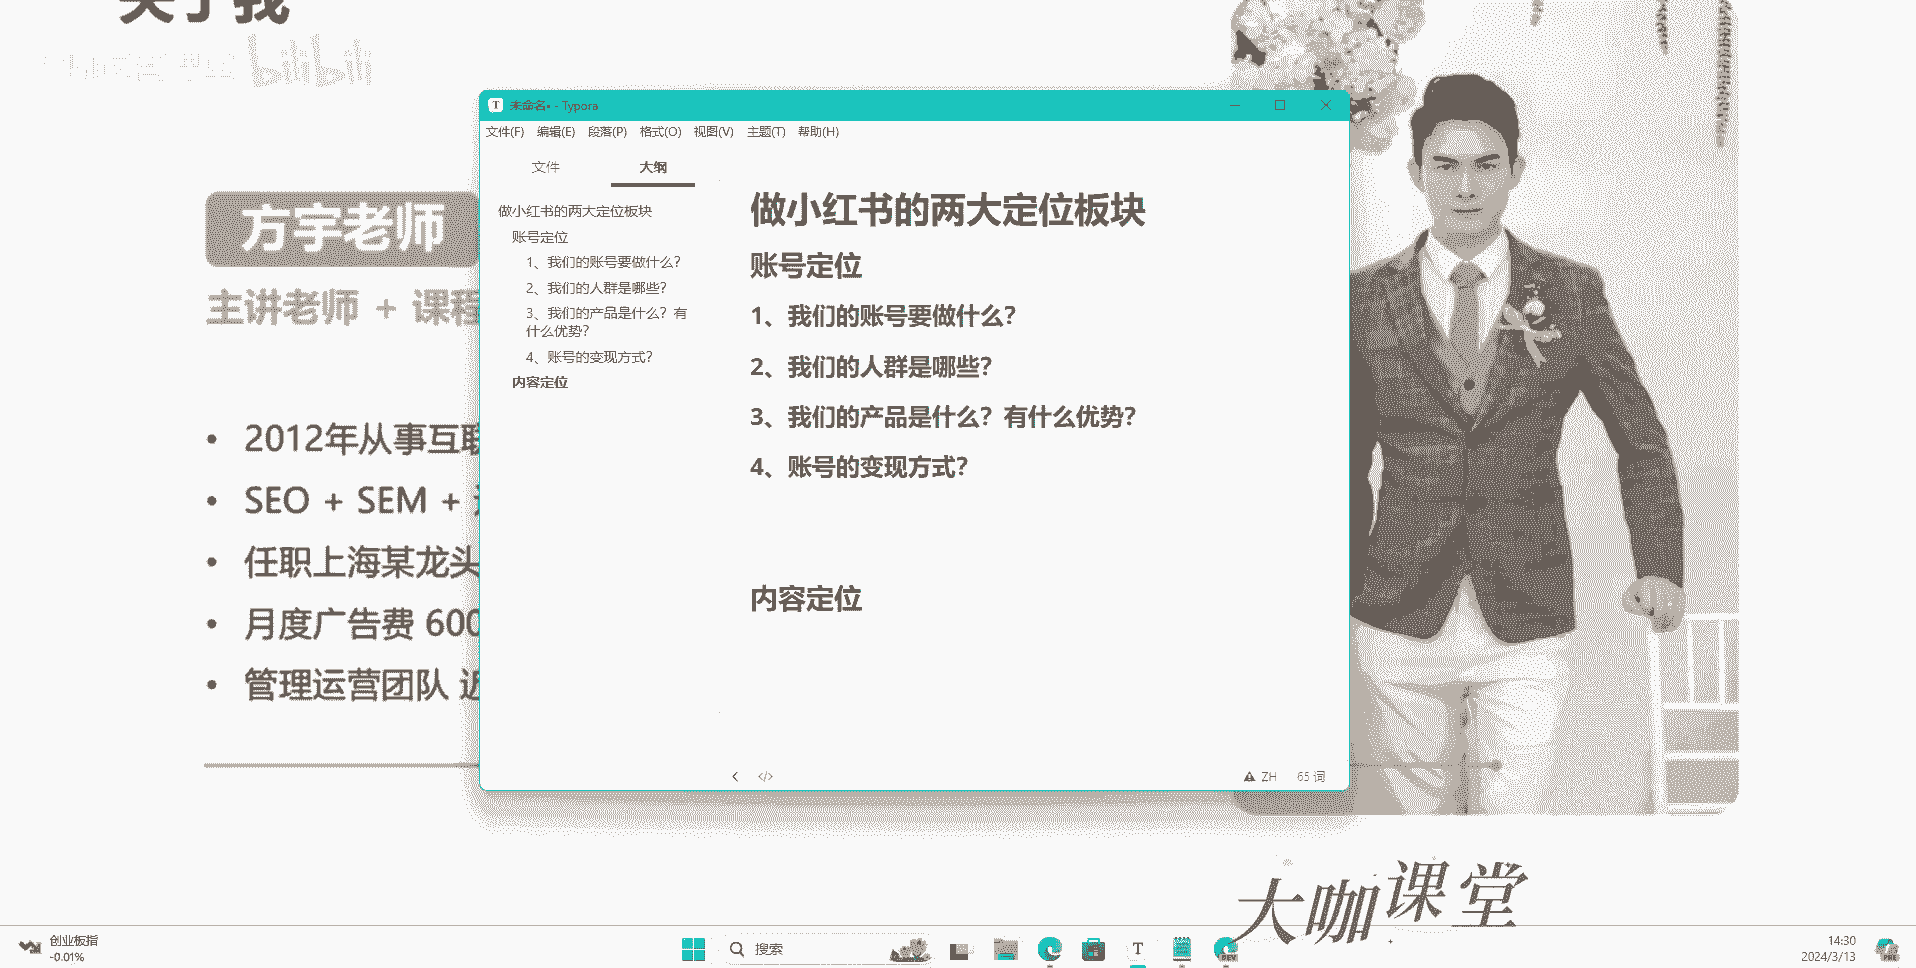 关于我
bilibili
方宇老师
主讲老师 + 课程
2012年从事互联
SEO + SEM +
任职上海某龙头
月度广告费 600
管理运营团队 近
未命名• - Typora
文件(F) 编辑(E) 段落(P) 格式(O) 视图(V) 主题(T) 帮助(H)
文件 大纲
做小红书的两大定位板块
账号定位
1、我们的账号要做什么？
2、我们的人群是哪些？
3、我们的产品是什么？有
什么优势？
4、账号的变现方式？
内容定位
做小红书的两大定位板块
账号定位
1、我们的账号要做什么？
2、我们的人群是哪些？
3、我们的产品是什么？有什么优势？
4、账号的变现方式？
内容定位
ZH 65 词
大咖课堂
创业板指
-0.01%
搜索
T
DEV
14:30
2024/3/13
PRE